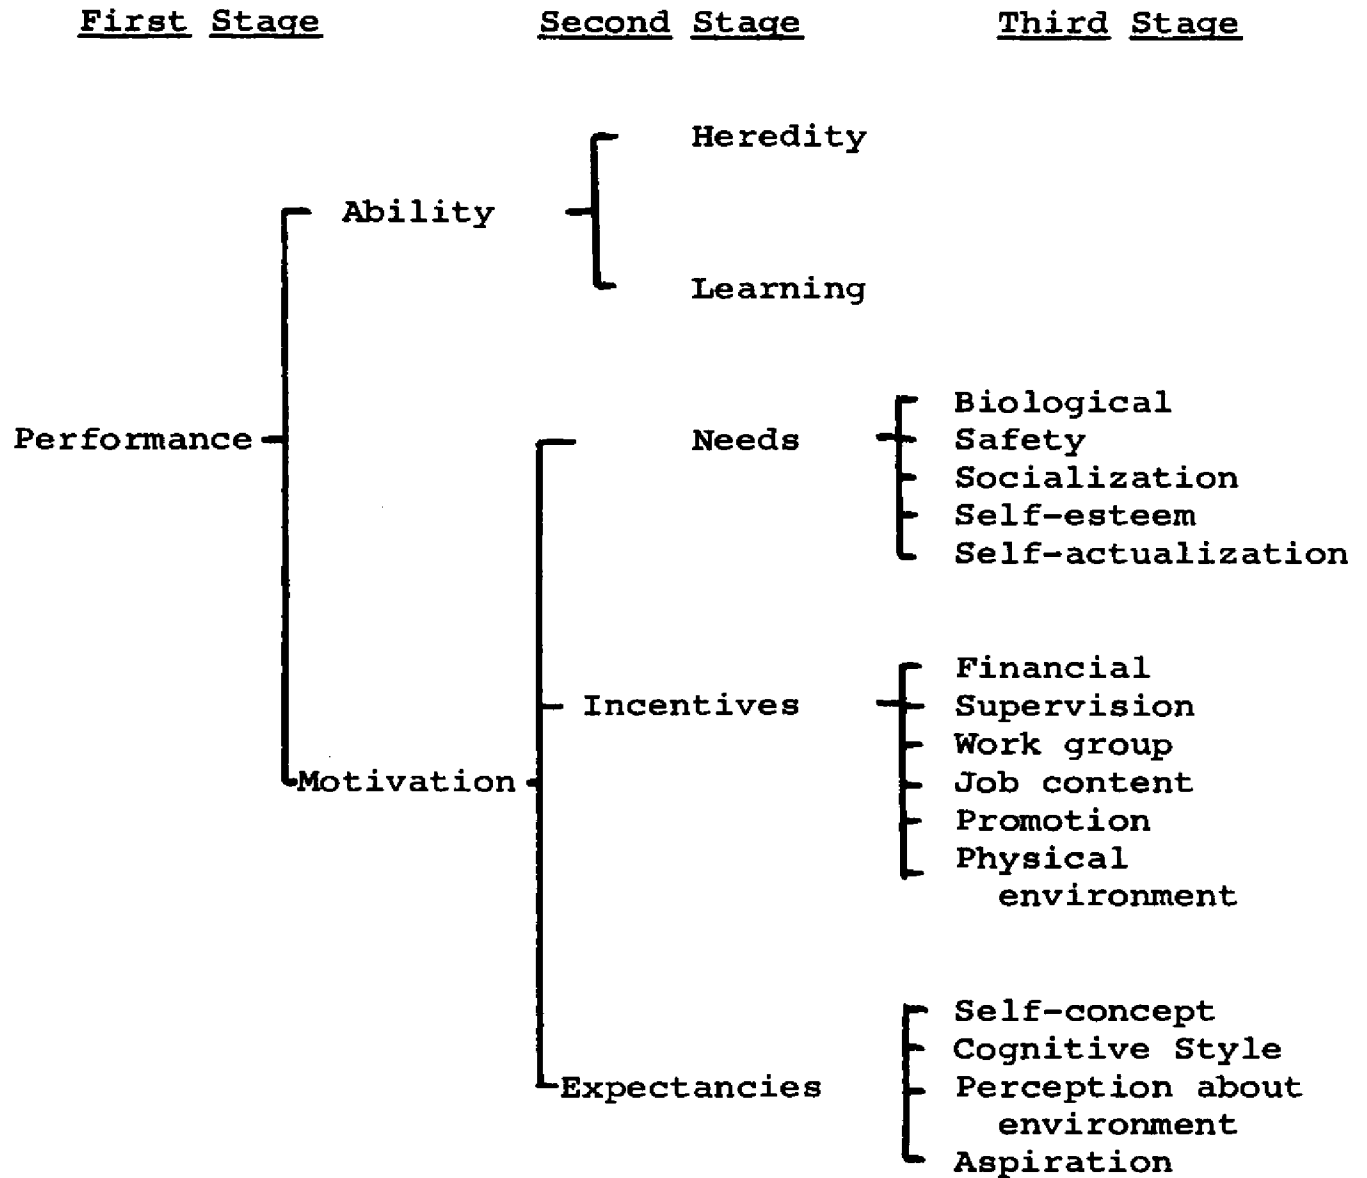 First Stage Second Stage Third Stage
Heredity
Ability
Learning
Biological
Performance Needs Safety
Socialization
Self-esteem
Self-actualization
Financial
Incentives Supervision
Work group
Motivation Job content
Promotion
Physical
environment
Self-concept
Cognitive Style
Expectancies Perception about
environment
Aspiration